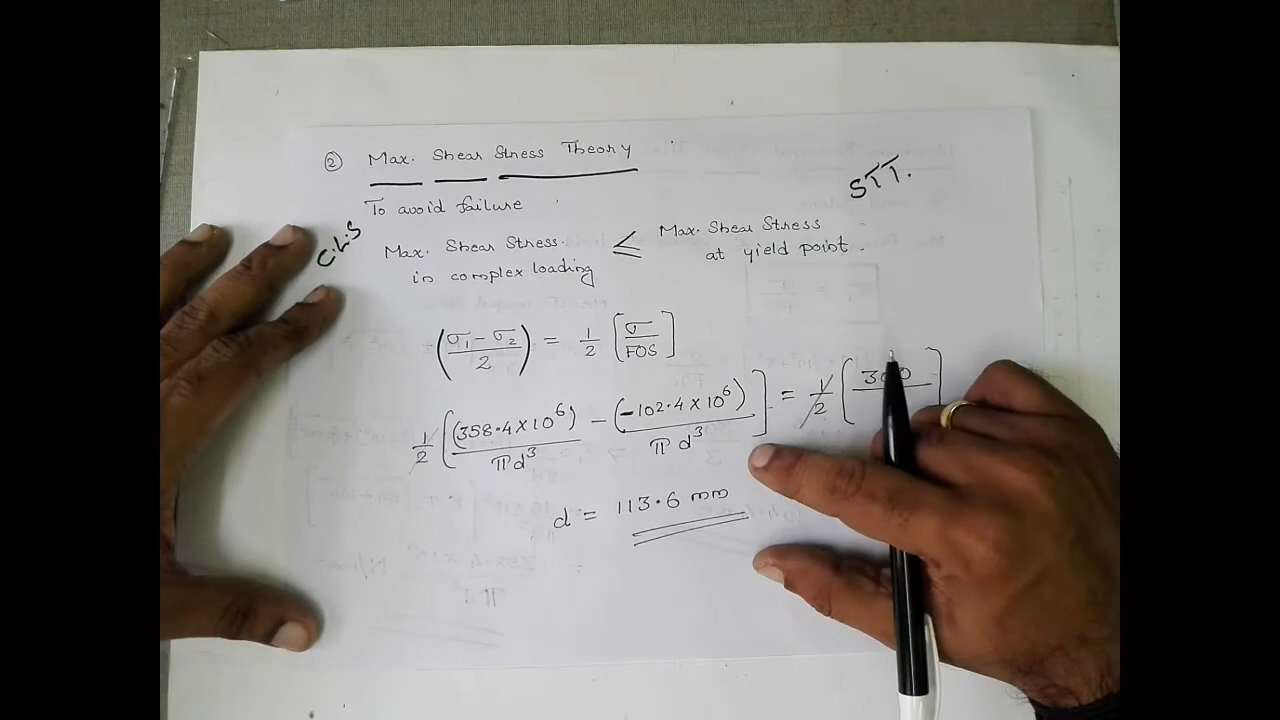 ② Max. Shear Stress Theory
STT.
To avoid failure
C.L.S
Max. Shear Stress. ≤ Max. Shear Stress
in complex loading at yield point.
(σ₁ - σ₂ / 2) = 1/2 [σ / FOS]
1/2 [(358.4 × 10⁶) / πd³ - (-102.4 × 10⁶) / πd³] = 1/2 [
d = 113.6 mm